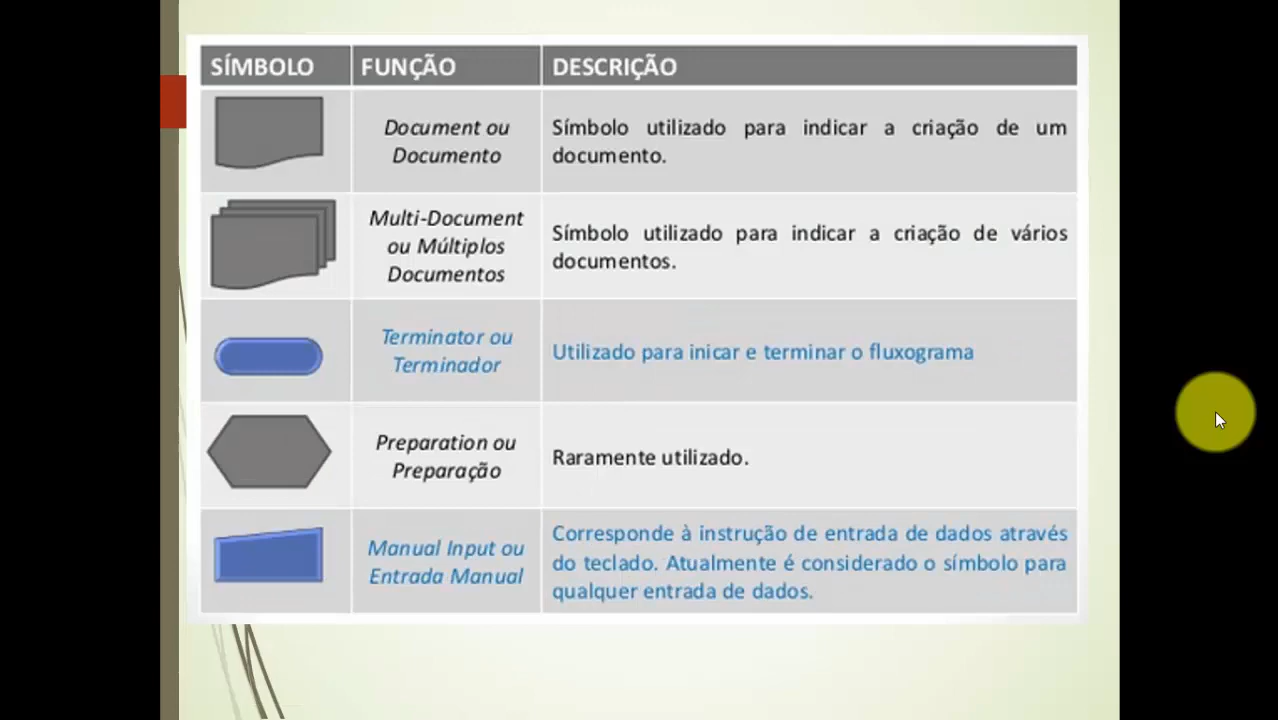 SÍMBOLO FUNÇÃO DESCRIÇÃO
Document ou
Documento
Símbolo utilizado para indicar a criação de um
documento.
Multi-Document
ou Múltiplos
Documentos
Símbolo utilizado para indicar a criação de vários
documentos.
Terminator ou
Terminador
Utilizado para inicar e terminar o fluxograma
Preparation ou
Preparação
Raramente utilizado.
Manual Input ou
Entrada Manual
Corresponde à instrução de entrada de dados através
do teclado. Atualmente é considerado o símbolo para
qualquer entrada de dados.